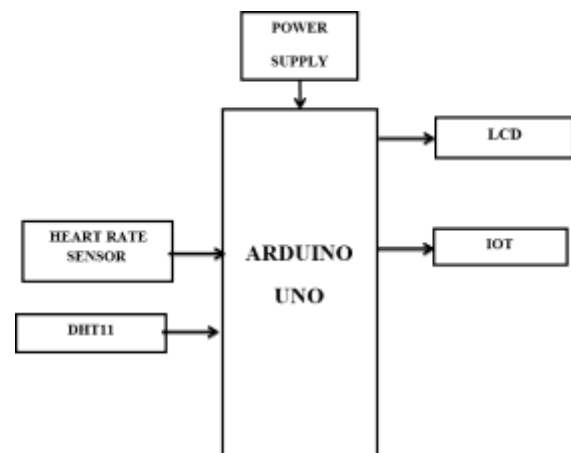 POWER
SUPPLY
LCD
HEART RATE
SENSOR
ARDUINO
UNO
IOT
DHT11